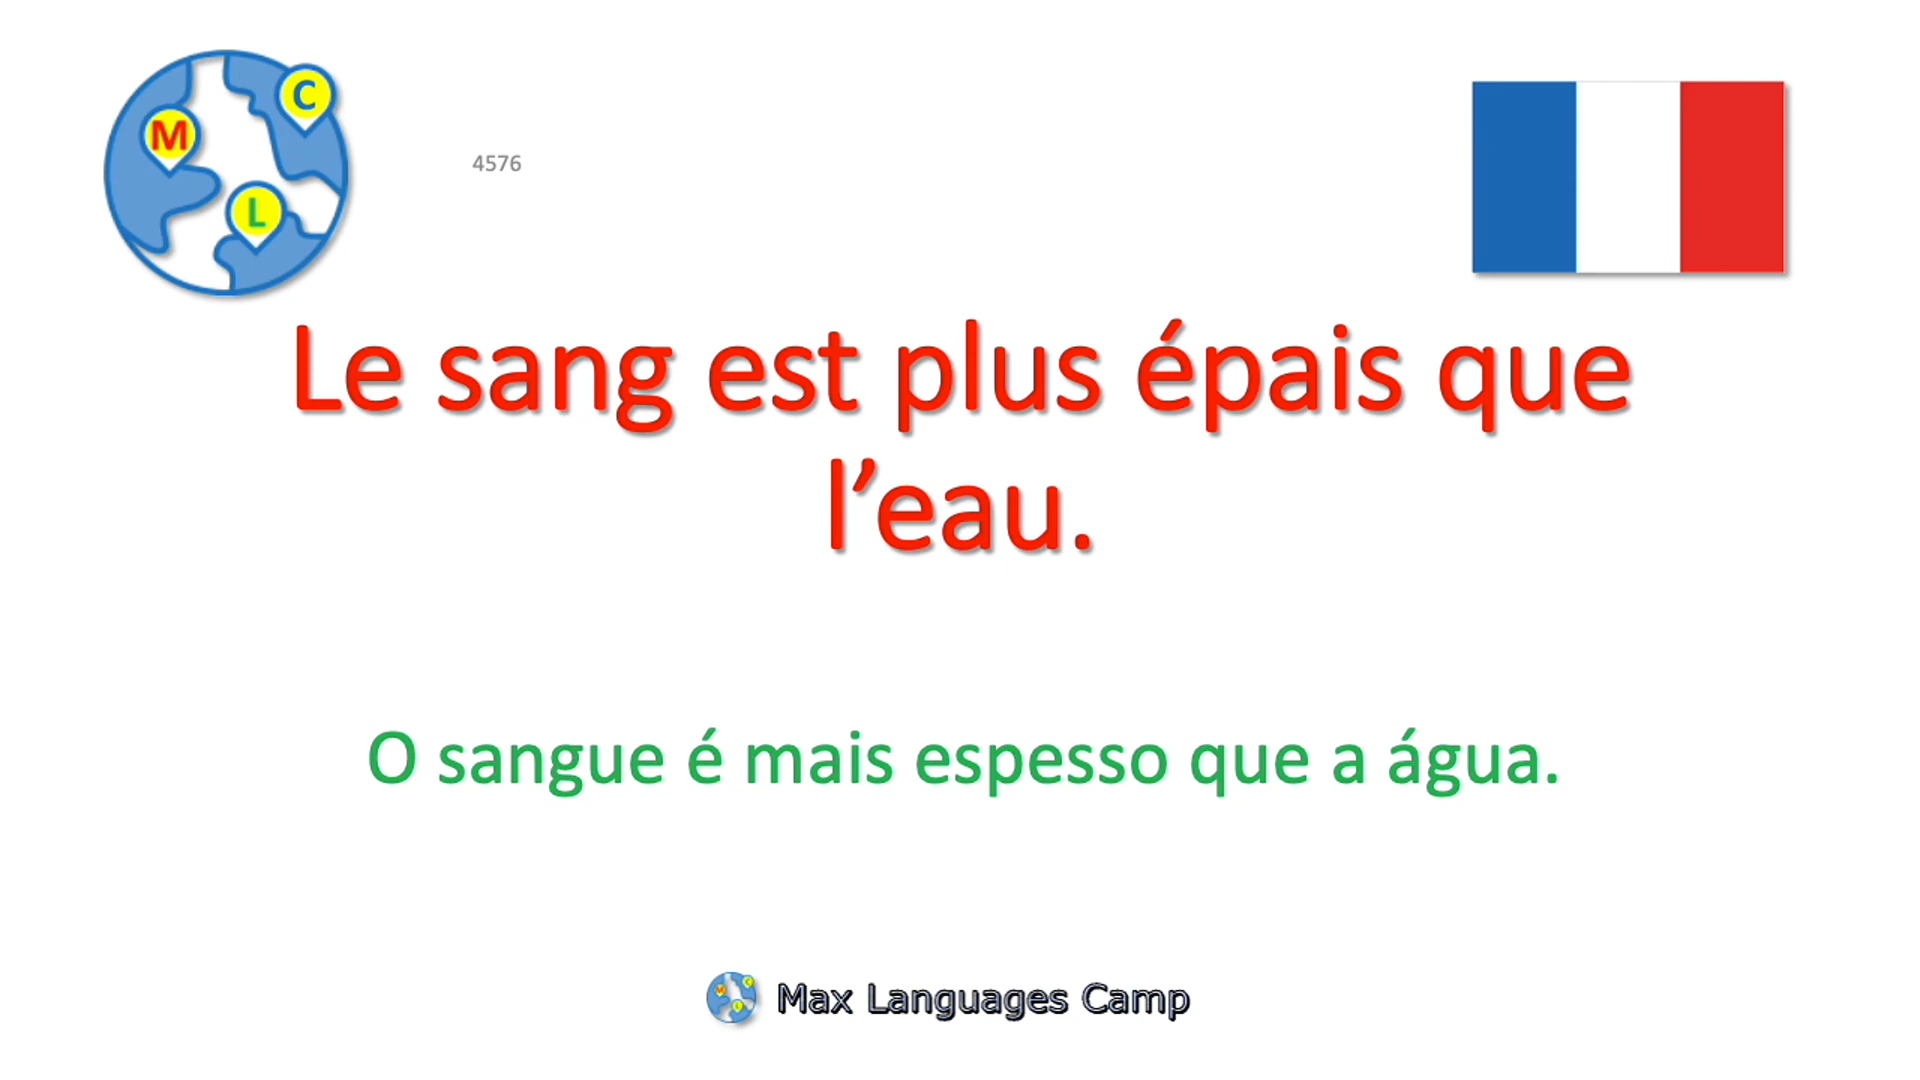 M
C
L
4576
Le sang est plus épais que
l’eau.
O sangue é mais espesso que a água.
Max Languages Camp